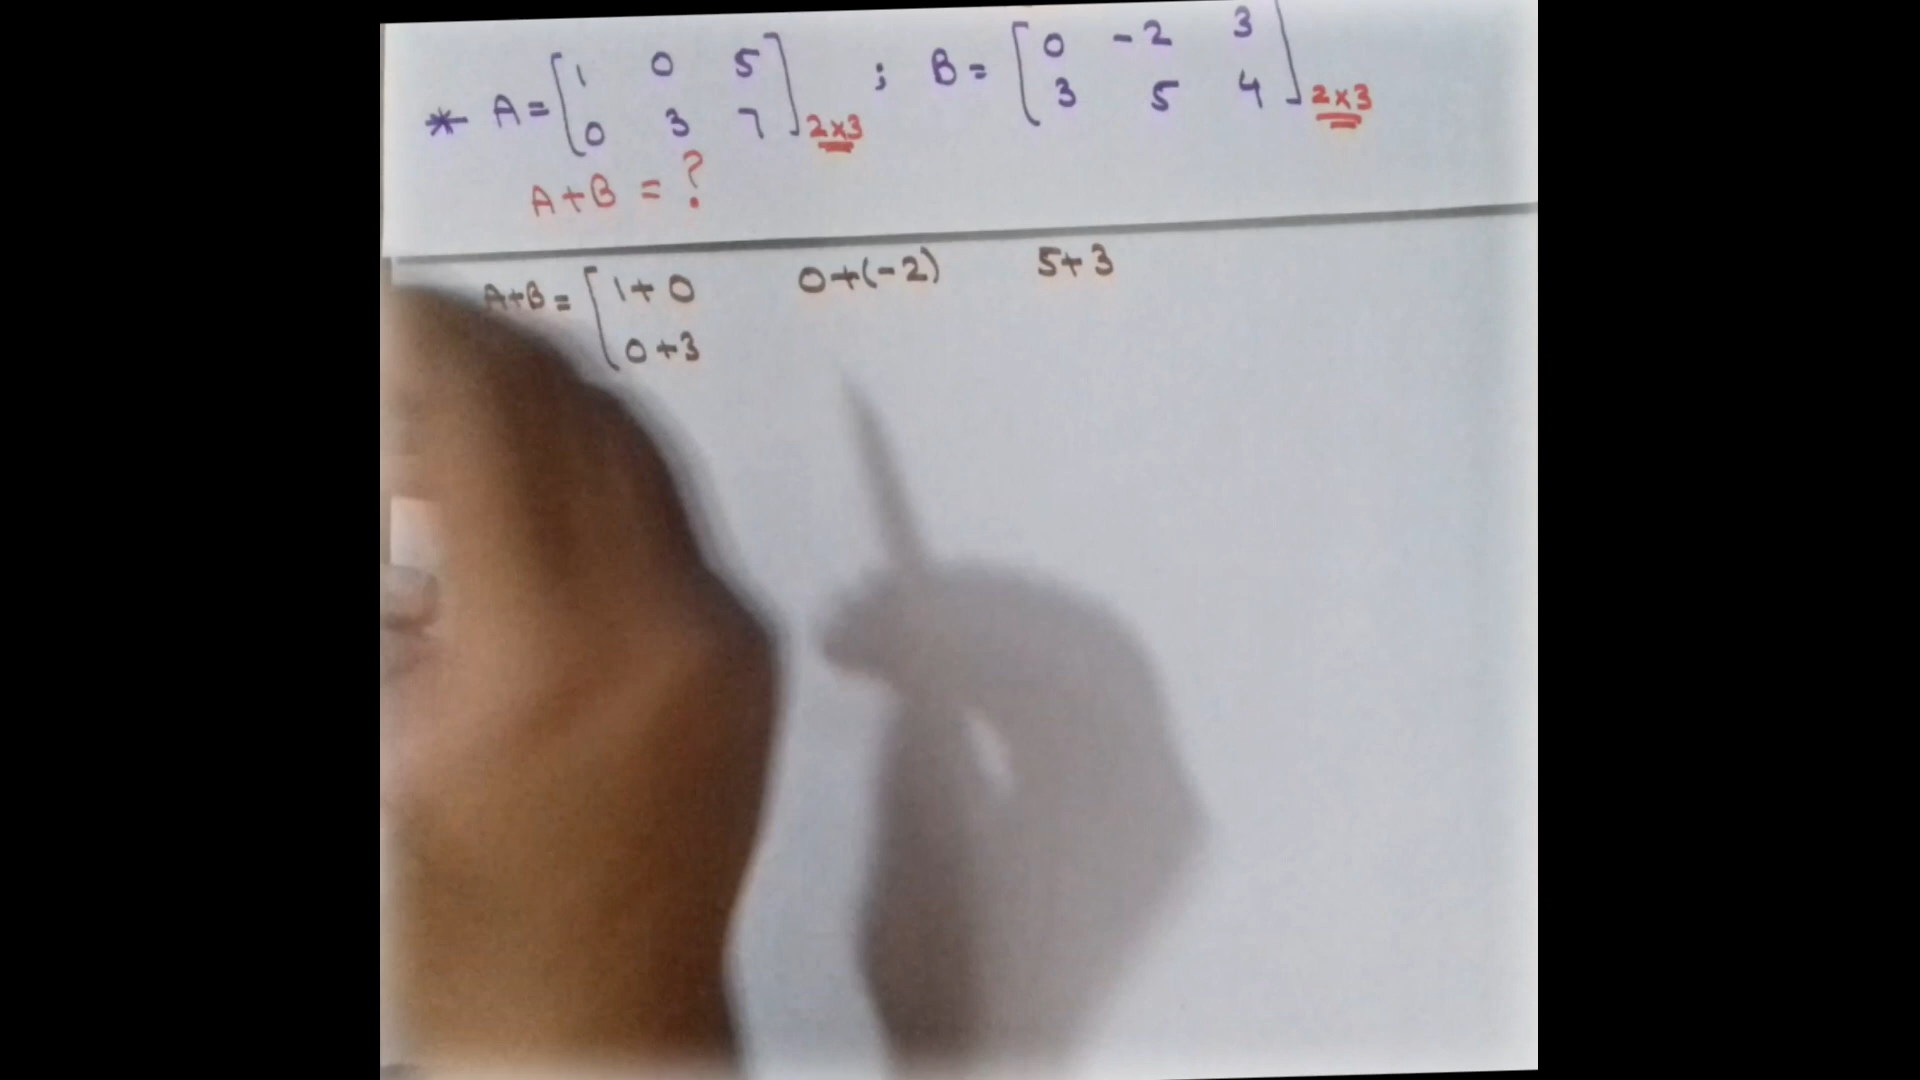 * A = [1 0 5 ; B = [0 -2 3
0 3 7]2x3 3 5 4]2x3
A+B = ?
A+B = [1+0 0+(-2) 5+3
0+3